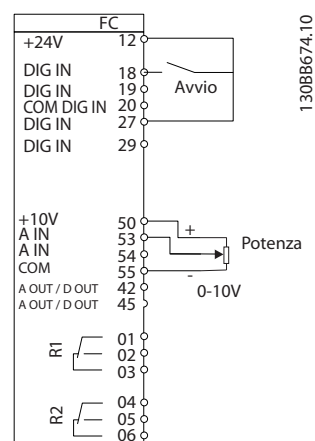 FC
+24V 12
DIG IN 18
DIG IN 19
COM DIG IN 20
DIG IN 27
DIG IN 29
Avvio
130BB674.10
+10V 50
A IN 53
A IN 54
COM 55
A OUT / D OUT 42
A OUT / D OUT 45
+
-
Potenza
0-10V
R1
01
02
03
R2
04
05
06